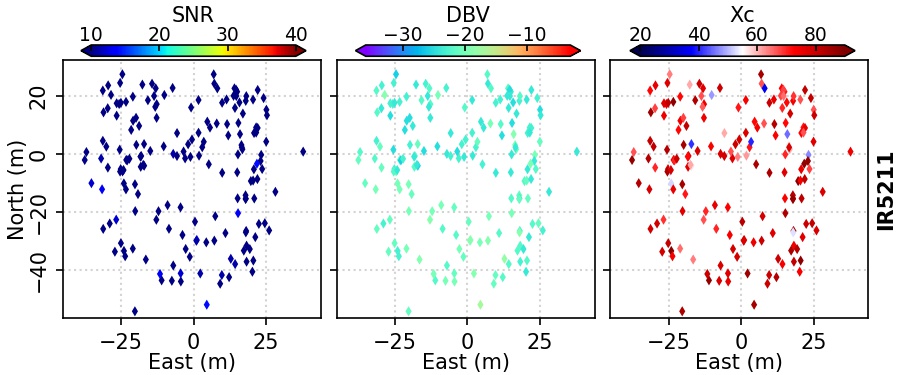 SNR DBV Xc
10 20 30 40 −30 −20 −10 20 40 60 80
20
0
−20
−40
North (m)
−25 0 25 −25 0 25 −25 0 25
East (m) East (m) East (m)
IR5211